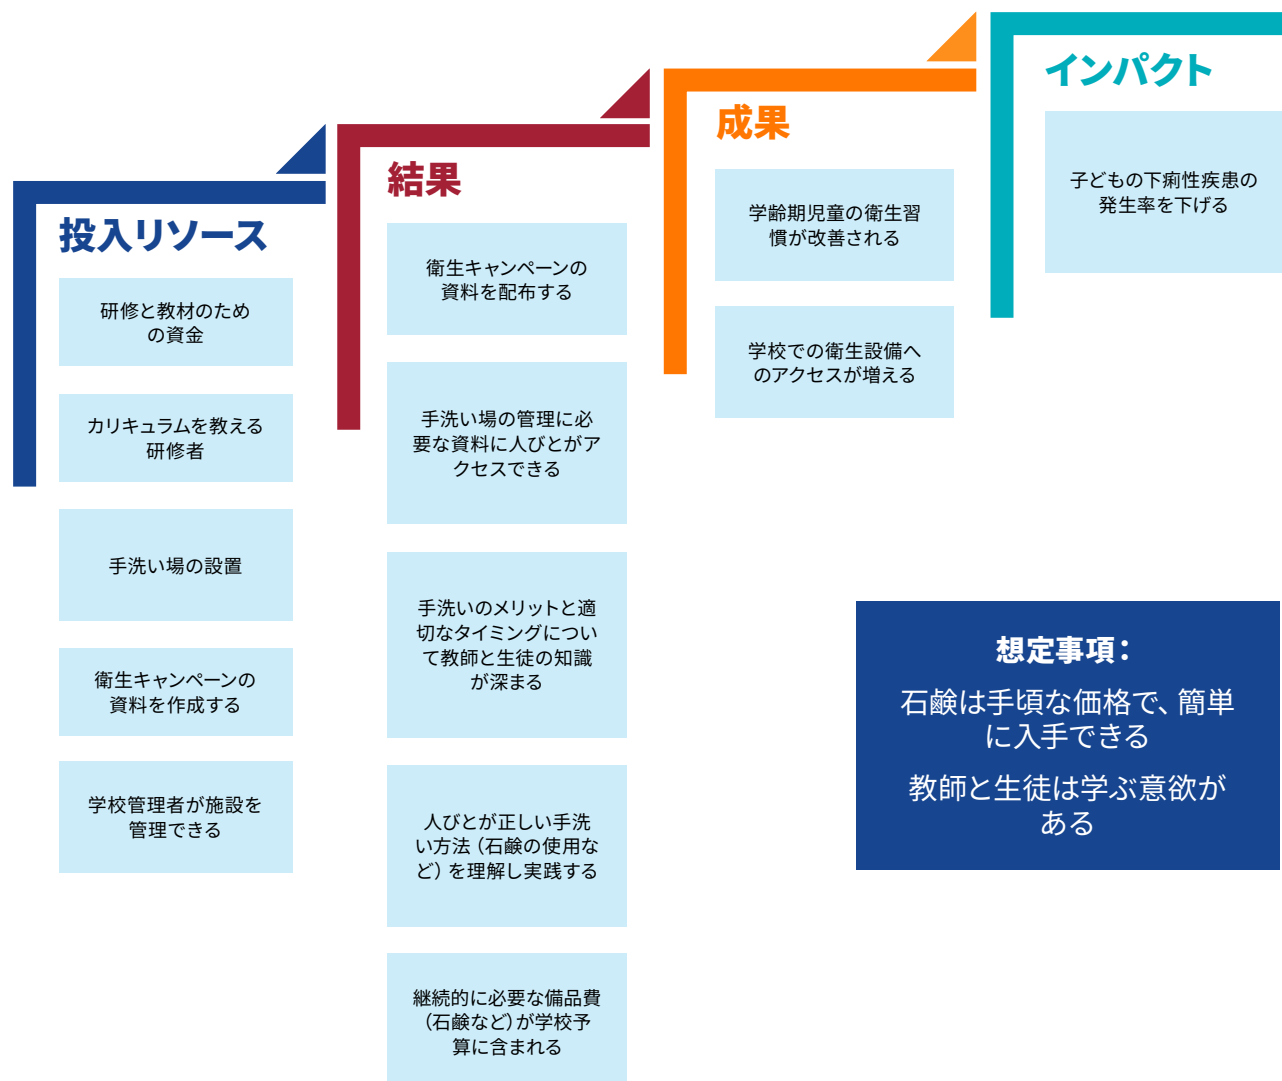 投入リソース
研修と教材のため
の資金
カリキュラムを教える
研修者
手洗い場の設置
衛生キャンペーンの
資料を作成する
学校管理者が施設を
管理できる
結果
衛生キャンペーンの
資料を配布する
手洗い場の管理に必
要な資料に人びとがア
クセスできる
手洗いのメリットと適
切なタイミングについ
て教師と生徒の知識
が深まる
人びとが正しい手洗
い方法（石鹸の使用な
ど）を理解し実践する
継続的に必要な備品費
（石鹸など）が学校予
算に含まれる
成果
学齢期児童の衛生習
慣が改善される
学校での衛生設備へ
のアクセスが増える
インパクト
子どもの下痢性疾患の
発生率を下げる
想定事項：
石鹸は手頃な価格で、簡単
に入手できる
教師と生徒は学ぶ意欲が
ある